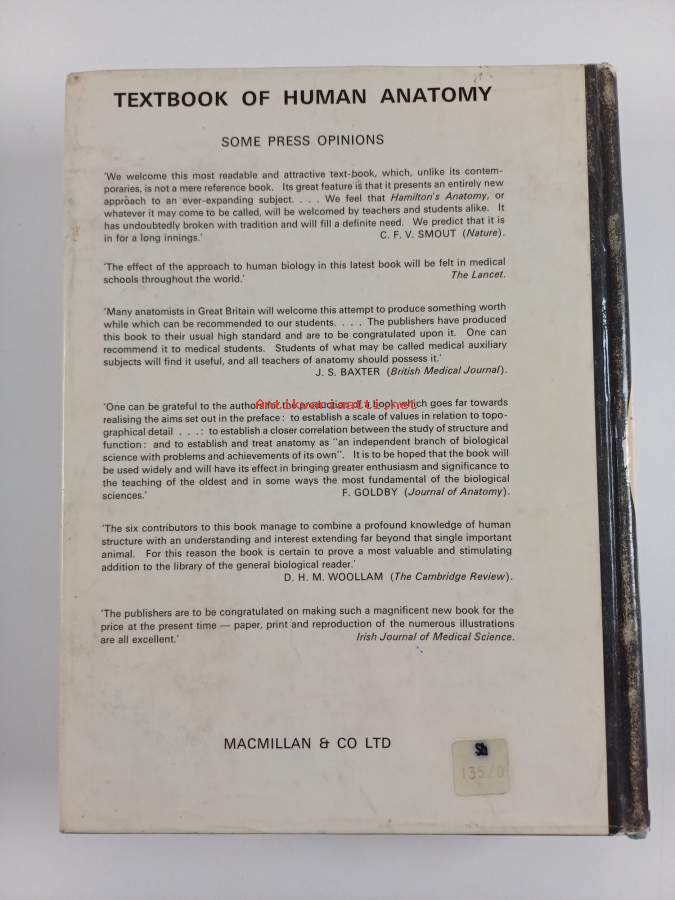 TEXTBOOK OF HUMAN ANATOMY
SOME PRESS OPINIONS
'We welcome this most readable and attractive text-book, which, unlike its contem-
poraries, is not a mere reference book. Its great feature is that it presents an entirely new
approach to an ever-expanding subject. . . . We feel that Hamilton's Anatomy, or
whatever it may come to be called, will be welcomed by teachers and students alike. It
has undoubtedly broken with tradition and will fill a definite need. We predict that it is
in for a long innings.' C. F. V. SMOUT (Nature).
'The effect of the approach to human biology in this latest book will be felt in medical
schools throughout the world.' The Lancet.
'Many anatomists in Great Britain will welcome this attempt to produce something worth
while which can be recommended to our students. . . . The publishers have produced
this book to their usual high standard and are to be congratulated upon it. One can
recommend it to medical students. Students of what may be called medical auxiliary
subjects will find it useful, and all teachers of anatomy should possess it.'
J. S. BAXTER (British Medical Journal).
'One can be grateful to the authors for the production of a book which goes far towards
Antikvariaatti.net
realising the aims set out in the preface: to establish a scale of values in relation to topo-
graphical detail . . .: to establish a closer correlation between the study of structure and
function: and to establish and treat anatomy as "an independent branch of biological
science with problems and achievements of its own". It is to be hoped that the book will
be used widely and will have its effect in bringing greater enthusiasm and significance to
the teaching of the oldest and in some ways the most fundamental of the biological
sciences.' F. GOLDBY (Journal of Anatomy).
'The six contributors to this book manage to combine a profound knowledge of human
structure with an understanding and interest extending far beyond that single important
animal. For this reason the book is certain to prove a most valuable and stimulating
addition to the library of the general biological reader.'
D. H. M. WOOLLAM (The Cambridge Review).
'The publishers are to be congratulated on making such a magnificent new book for the
price at the present time — paper, print and reproduction of the numerous illustrations
are all excellent.' Irish Journal of Medical Science.
MACMILLAN & CO LTD
135/0